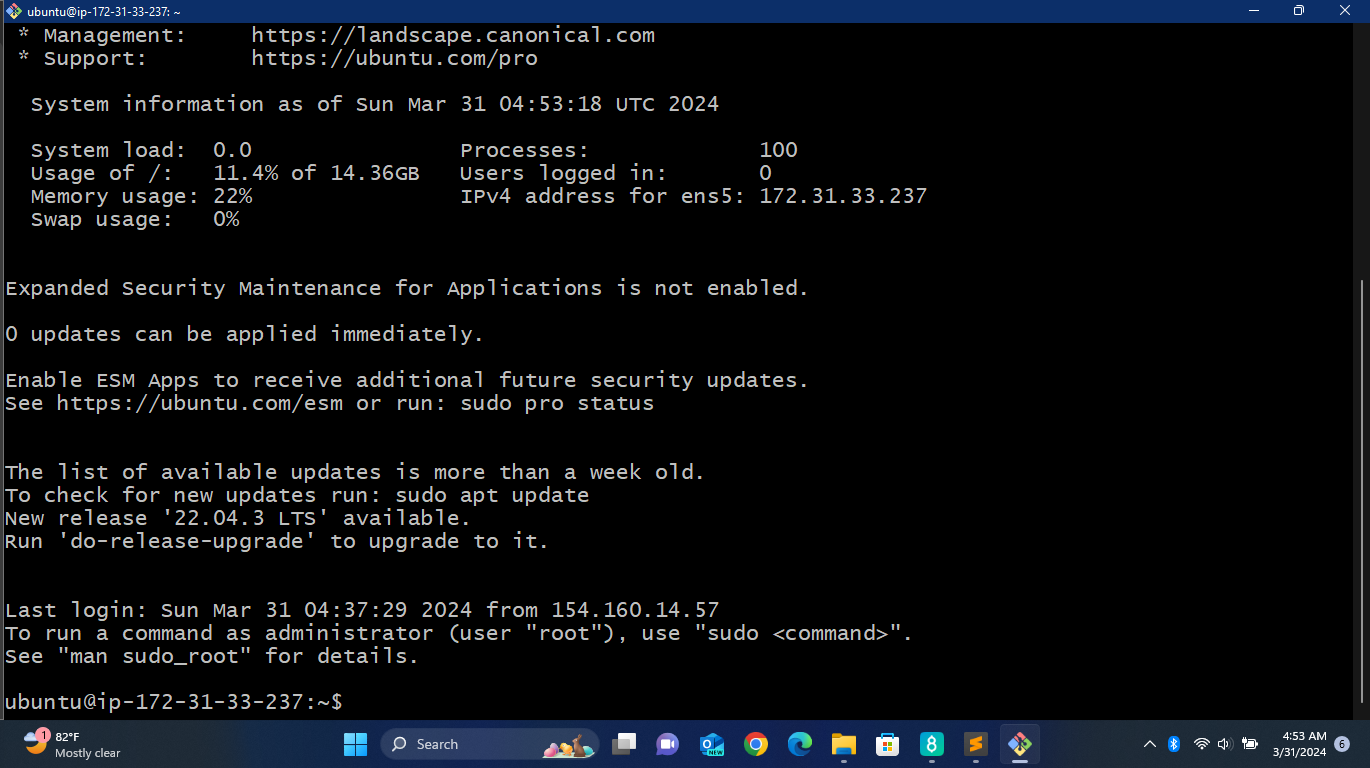 ubuntu@ip-172-31-33-237: ~
* Management:     https://landscape.canonical.com
* Support:        https://ubuntu.com/pro
System information as of Sun Mar 31 04:53:18 UTC 2024
System load:  0.0                Processes:             100
Usage of /:   11.4% of 14.36GB   Users logged in:       0
Memory usage: 22%                IPv4 address for ens5: 172.31.33.237
Swap usage:   0%
Expanded Security Maintenance for Applications is not enabled.
0 updates can be applied immediately.
Enable ESM Apps to receive additional future security updates.
See https://ubuntu.com/esm or run: sudo pro status
The list of available updates is more than a week old.
To check for new updates run: sudo apt update
New release '22.04.3 LTS' available.
Run 'do-release-upgrade' to upgrade to it.
Last login: Sun Mar 31 04:37:29 2024 from 154.160.14.57
To run a command as administrator (user "root"), use "sudo <command>".
See "man sudo_root" for details.
ubuntu@ip-172-31-33-237:~$
1
82°F
Mostly clear
Search
NEW
8
4:53 AM
3/31/2024
6